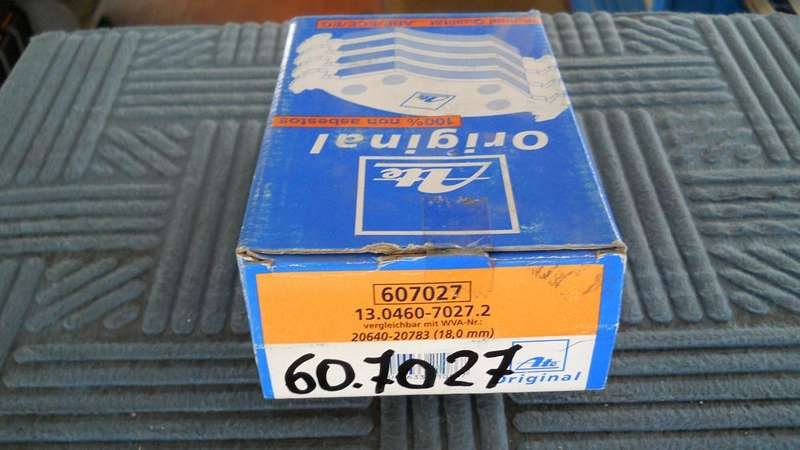 100% non asbestos
Original
Ate
607027
13.0460-7027.2
vergleichbar mit WVA-Nr.:
20640-20783 (18,0 mm)
60.7027
Ate
Original